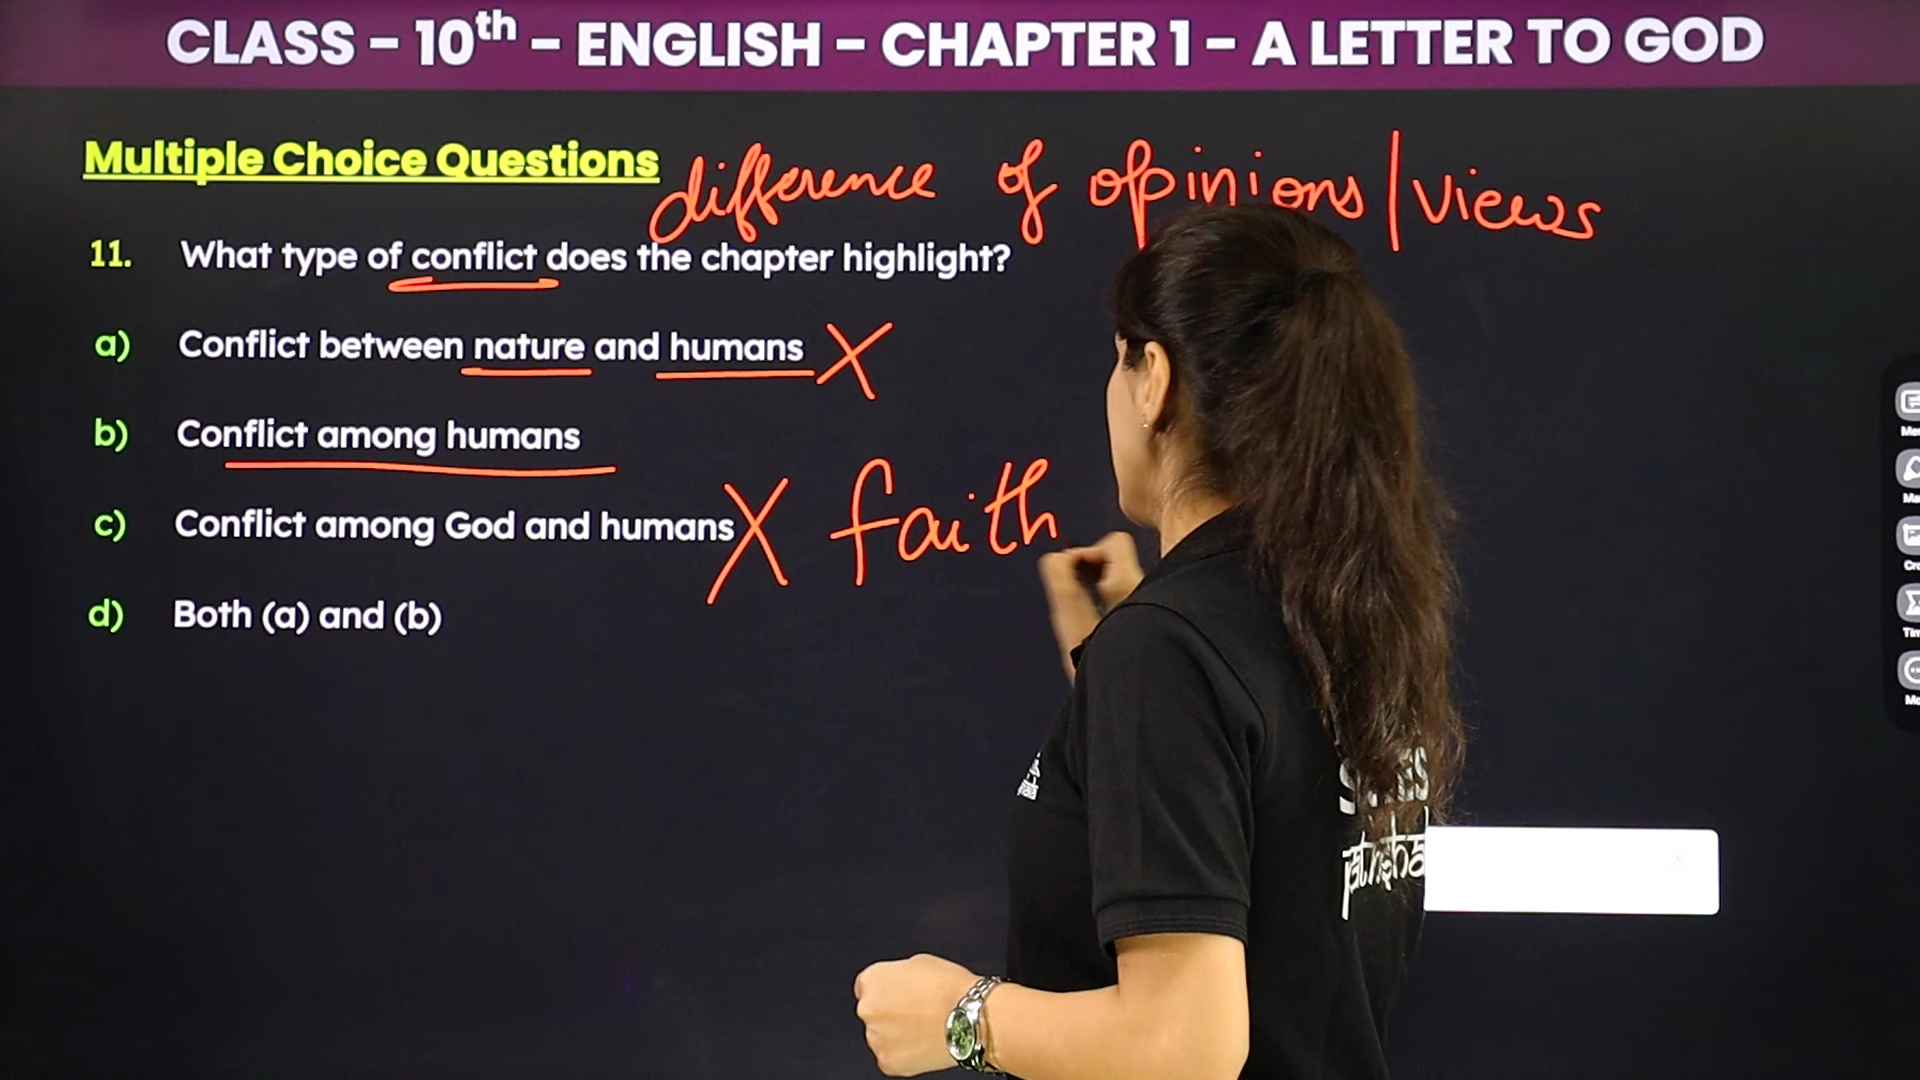 CLASS – 10th – ENGLISH – CHAPTER 1 – A LETTER TO GOD
Multiple Choice Questions
difference of opinions/views
11. What type of conflict does the chapter highlight?
a) Conflict between nature and humans X
b) Conflict among humans
c) Conflict among God and humans X faith
d) Both (a) and (b)